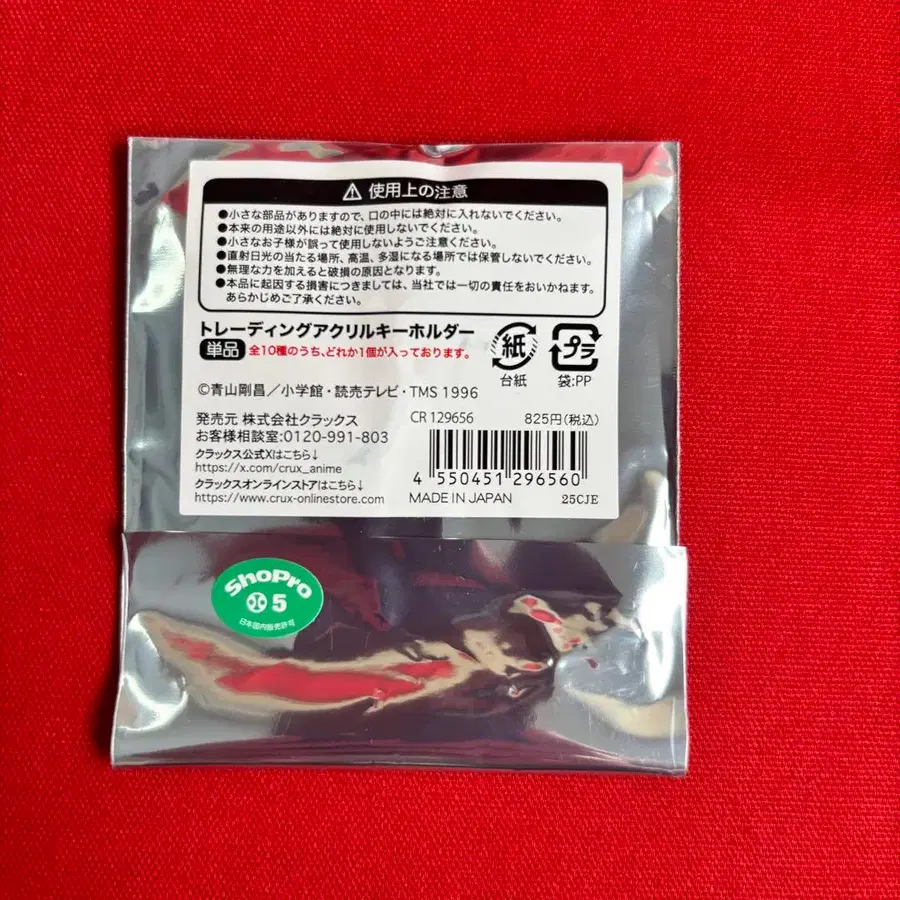 ⚠ 使用上の注意
●小さな部品がありますので、口の中には絶対に入れないでください。
●本来の用途以外には絶対に使用しないでください。
●小さなお子様が誤って使用しないようご注意ください。
●直射日光の当たる場所、高温、多湿になる場所では保管しないでください。
●無理な力を加えると破損の原因となります。
●本品に起因する損害につきましては、当社では一切の責任をおいかねます。
あらかじめご了承ください。
トレーディングアクリルキーホルダー
単品 全10種のうち、どれか1個が入っております。
紙
台紙
プラ
袋:PP
©青山剛昌/小学館・読売テレビ・TMS 1996
発売元 株式会社クラックス
お客様相談室:0120-991-803
クラックス公式Xはこちら↓
https://x.com/crux_anime
クラックスオンラインストアはこちら↓
https://www.crux-onlinestore.com
CR 129656 825円(税込)
4 550451 296560
MADE IN JAPAN 25CJE
ShoPro
5
日本国内販売許可